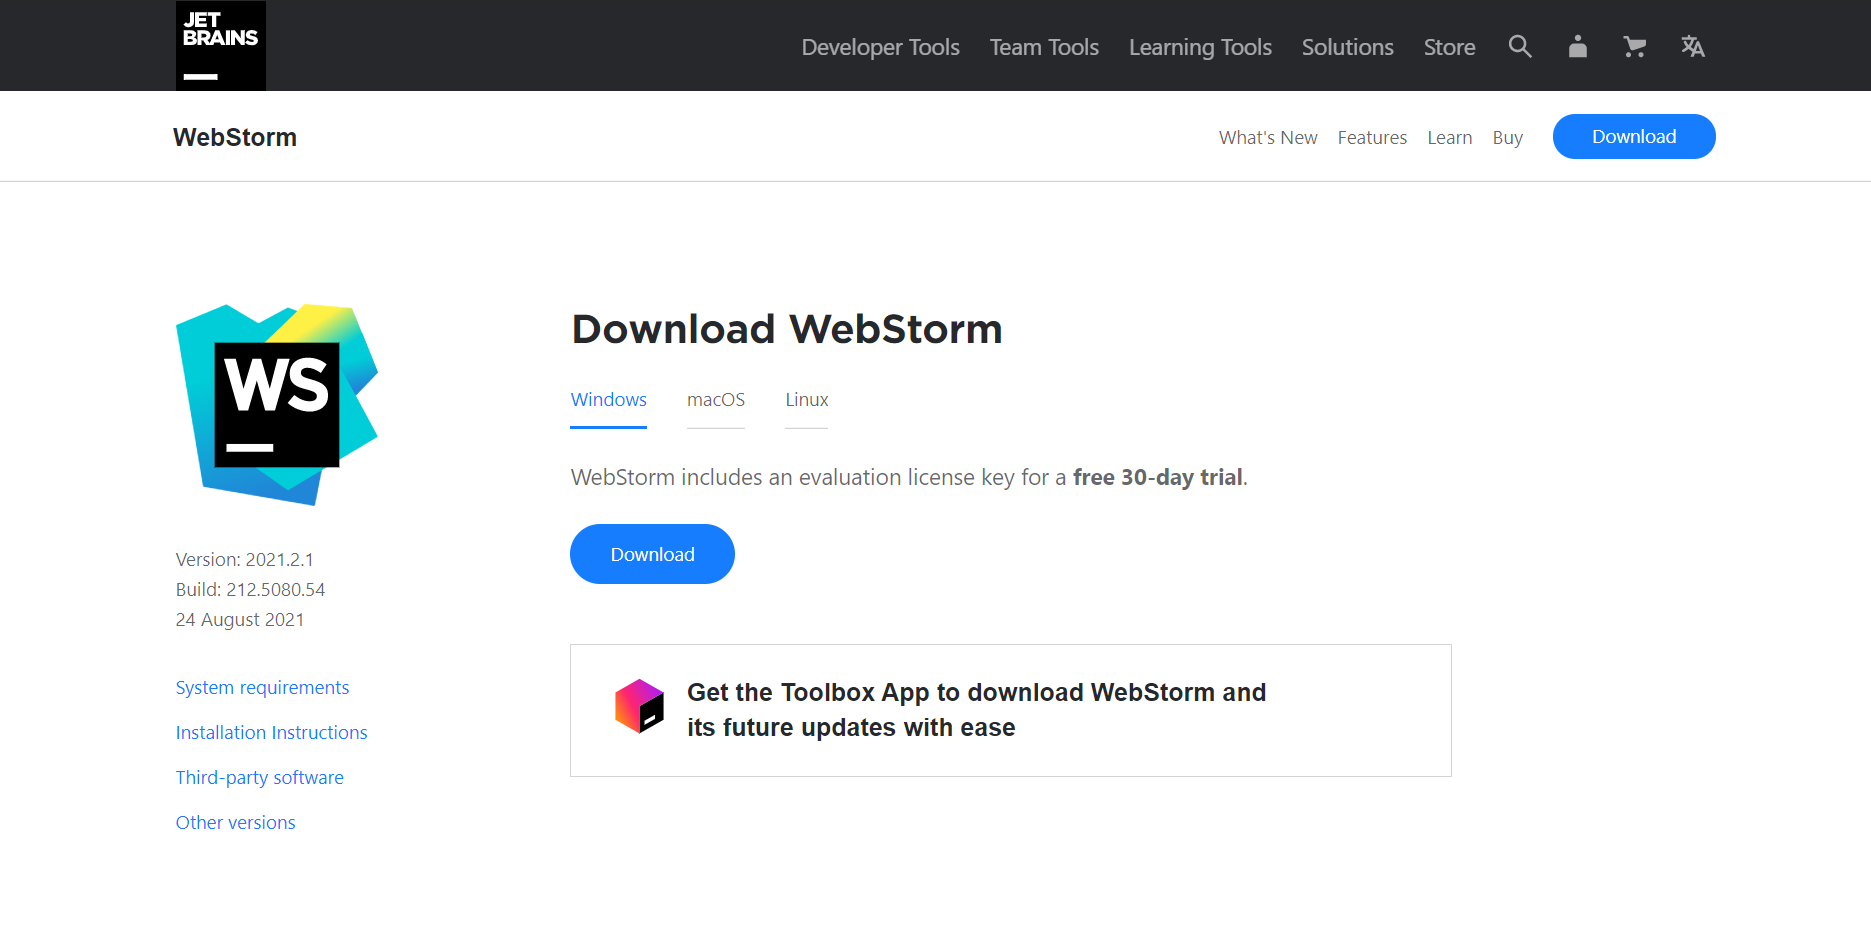 JET
BRAINS
Developer Tools Team Tools Learning Tools Solutions Store
WebStorm
What's New Features Learn Buy Download
WS
Version: 2021.2.1
Build: 212.5080.54
24 August 2021
System requirements
Installation Instructions
Third-party software
Other versions
Download WebStorm
Windows macOS Linux
WebStorm includes an evaluation license key for a free 30-day trial.
Download
Get the Toolbox App to download WebStorm and
its future updates with ease